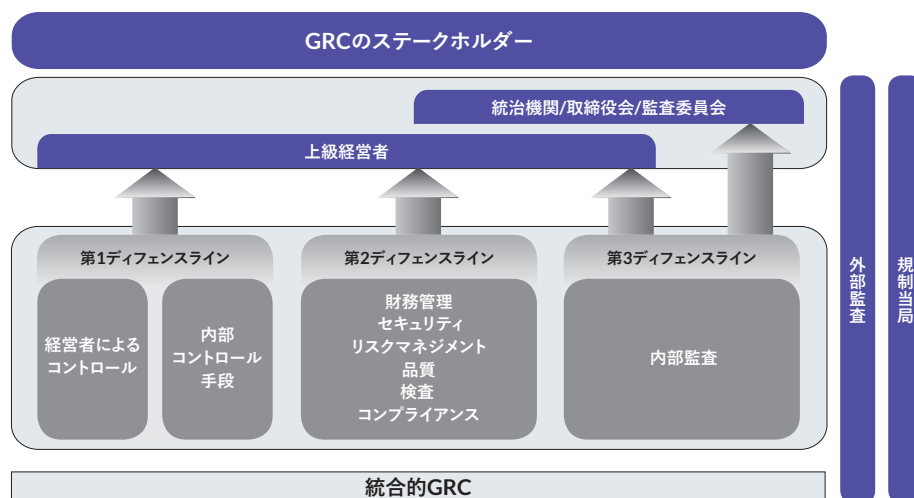 GRCのステークホルダー
統治機関/取締役会/監査委員会
上級経営者
第1ディフェンスライン
経営者による
コントロール
内部
コントロール
手段
第2ディフェンスライン
財務管理
セキュリティ
リスクマネジメント
品質
検査
コンプライアンス
第3ディフェンスライン
内部監査
外部監査
規制当局
統合的GRC